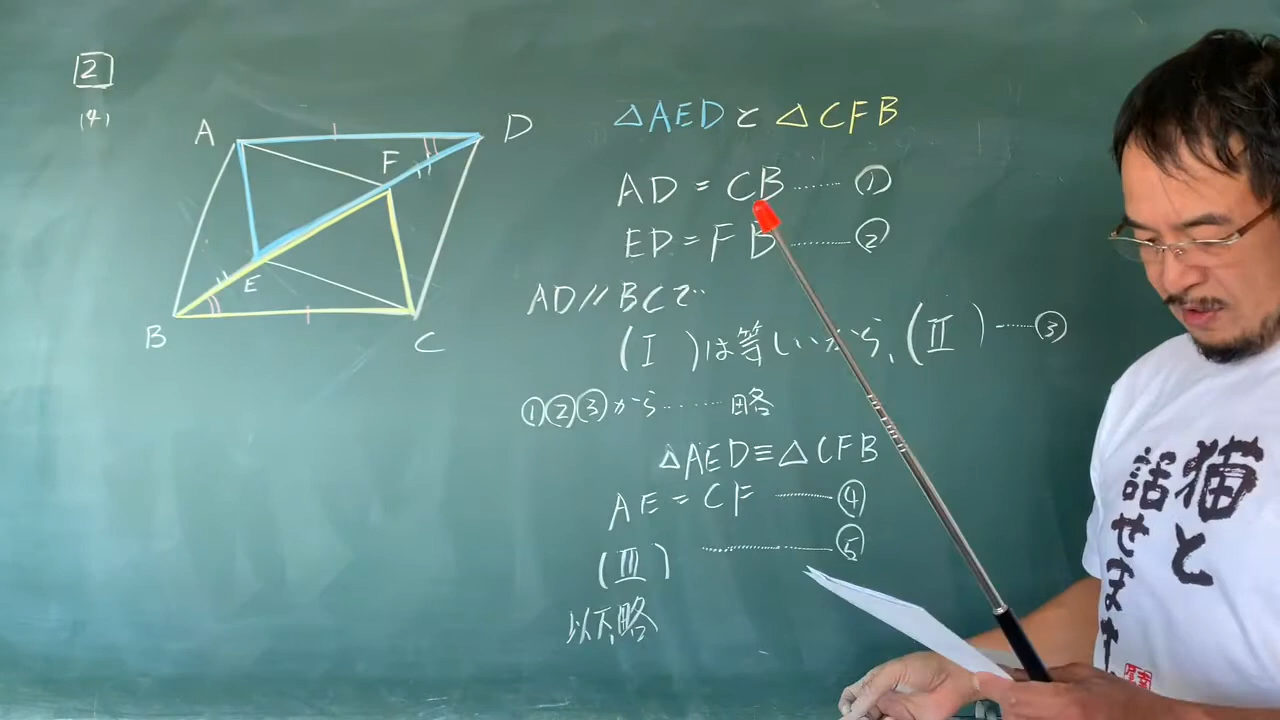 2
(4)
A
D
F
E
B
C
△AEDと△CFB
AD=CB……①
ED=FB……②
AD//BCで
(Ⅰ)は等しいから、(Ⅱ)……③
①②③から……略
△AED≡△CFB
AE=CF……④
(Ⅲ)……⑤
以下略
猫と
話せます